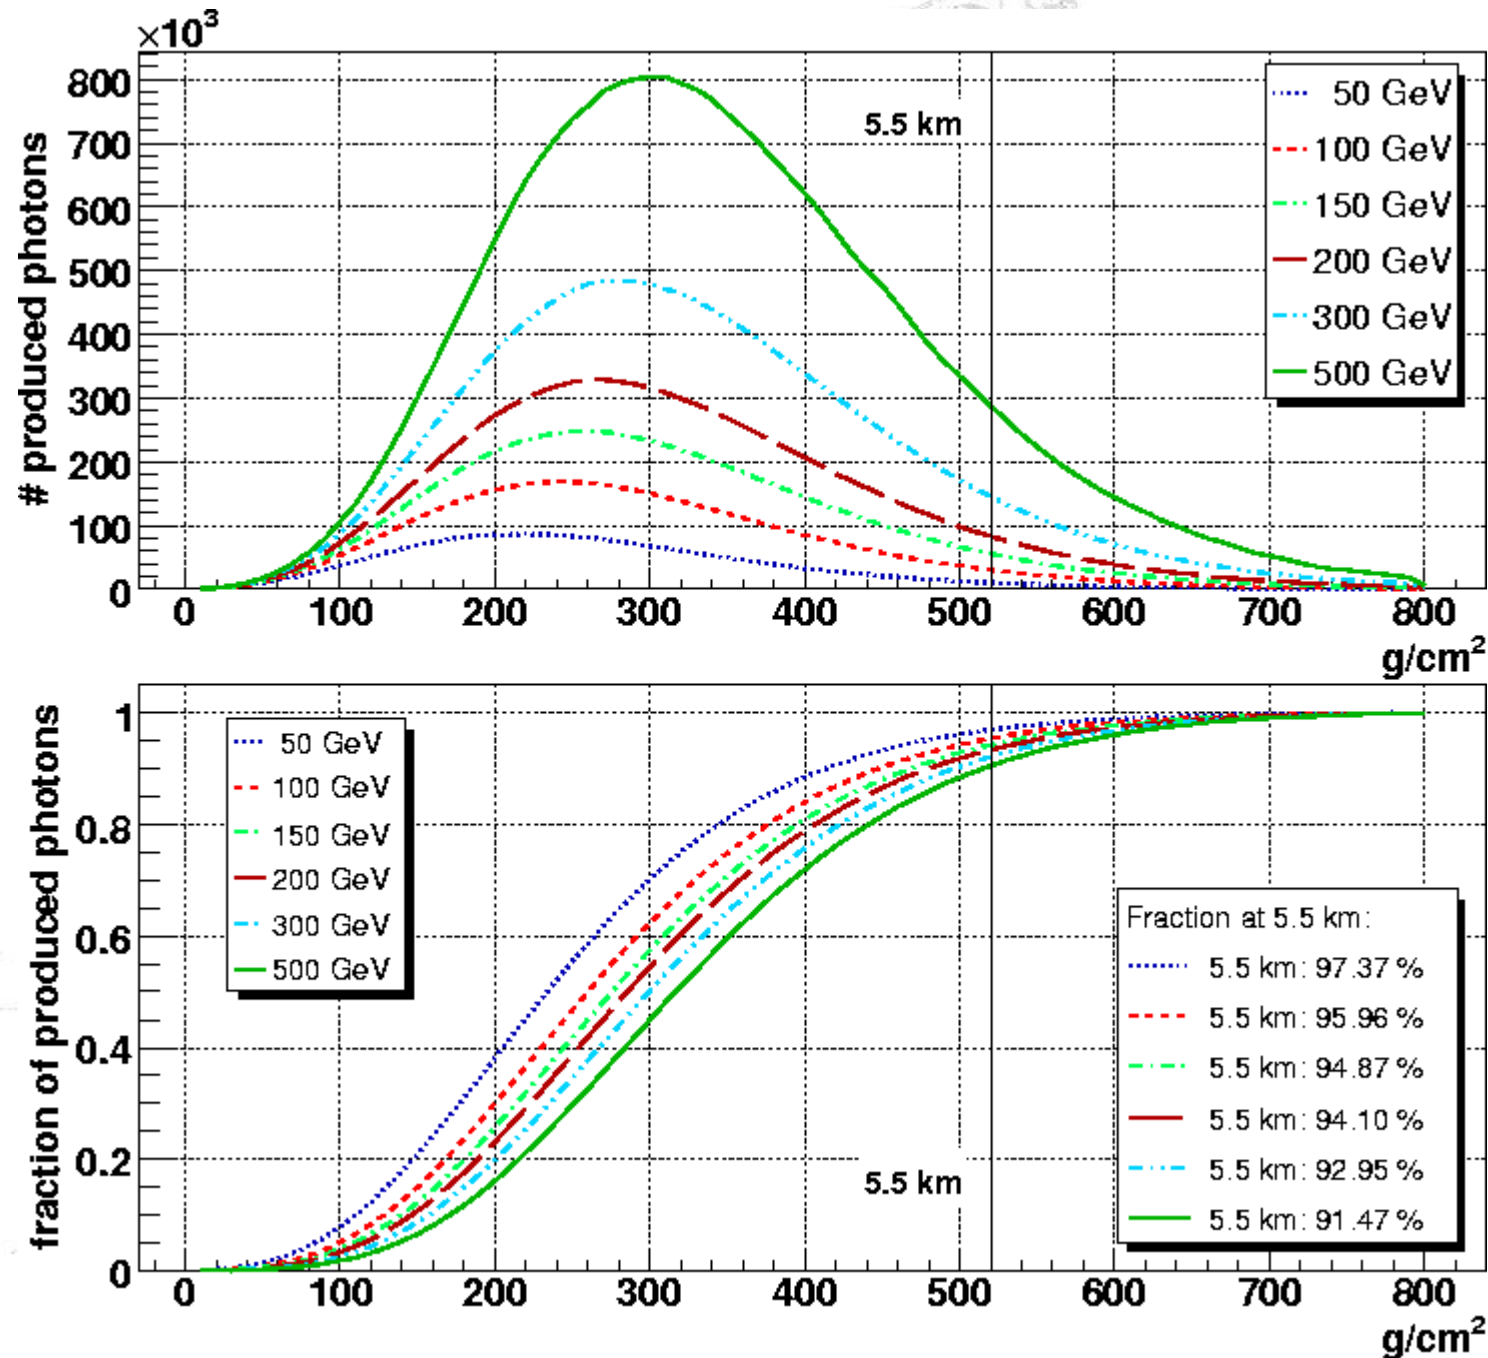 ×10³
# produced photons
800
700
600
500
400
300
200
100
0
5.5 km
50 GeV
100 GeV
150 GeV
200 GeV
300 GeV
500 GeV
0 100 200 300 400 500 600 700 800
g/cm²
fraction of produced photons
1
0.8
0.6
0.4
0.2
0
50 GeV
100 GeV
150 GeV
200 GeV
300 GeV
500 GeV
5.5 km
Fraction at 5.5 km:
5.5 km: 97.37 %
5.5 km: 95.96 %
5.5 km: 94.87 %
5.5 km: 94.10 %
5.5 km: 92.95 %
5.5 km: 91.47 %
0 100 200 300 400 500 600 700 800
g/cm²